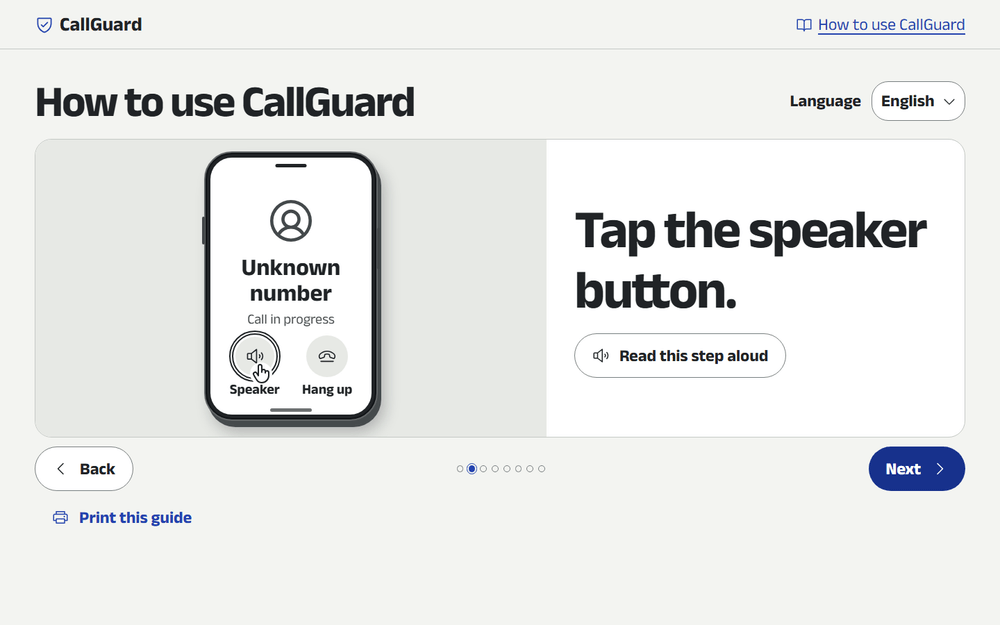 CallGuard
How to use CallGuard
How to use CallGuard
Language
English
Unknown
number
Call in progress
Speaker
Hang up
Tap the speaker
button.
Read this step aloud
Back
Next
Print this guide